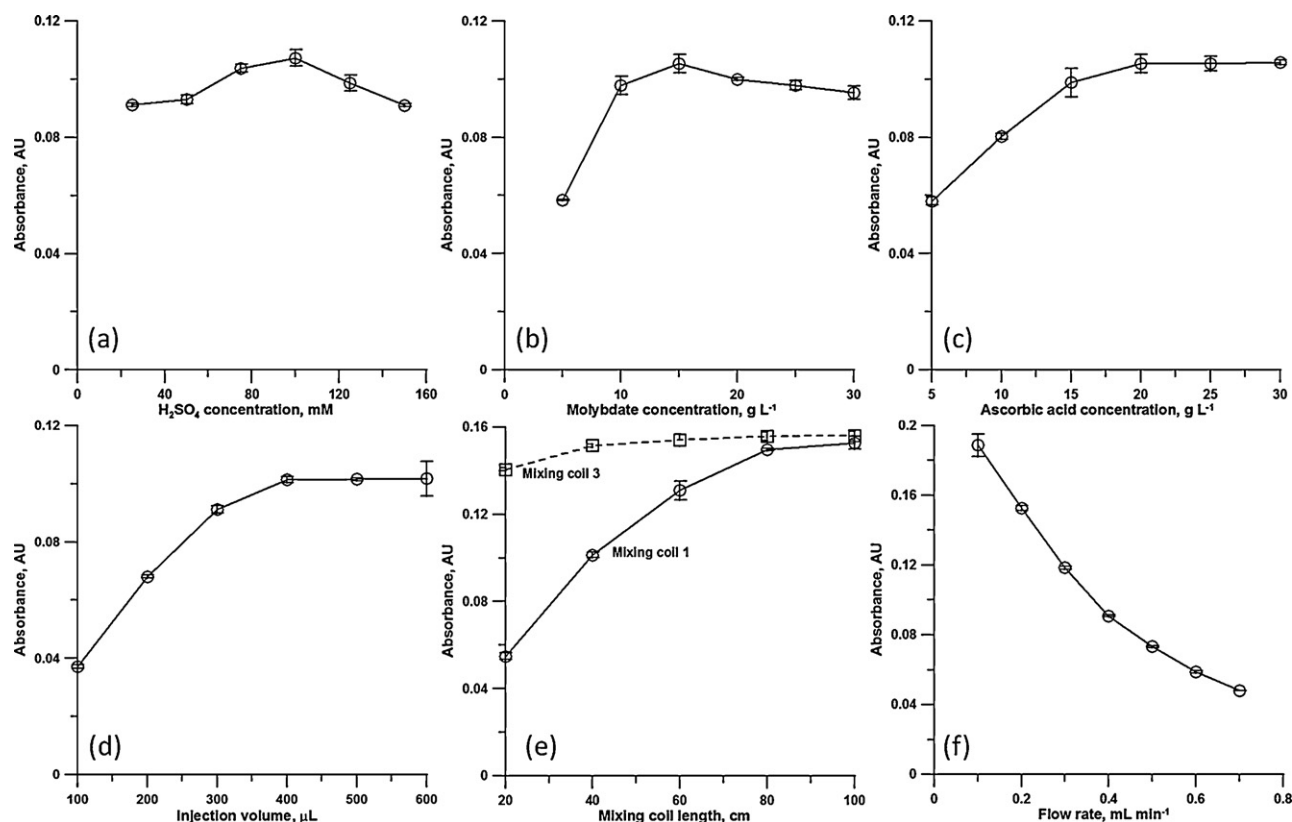 0.12
0.08
0.04
0
Absorbance, AU
(a)
0 40 80 120 160
H₂SO₄ concentration, mM
0.12
0.08
0.04
0
Absorbance, AU
(b)
0 10 20 30
Molybdate concentration, g L⁻¹
0.12
0.08
0.04
0
Absorbance, AU
(c)
5 10 15 20 25 30
Ascorbic acid concentration, g L⁻¹
0.12
0.08
0.04
0
Absorbance, AU
(d)
100 200 300 400 500 600
Injection volume, µL
0.16
0.12
0.08
0.04
0
Absorbance, AU
Mixing coil 3
Mixing coil 1
(e)
20 40 60 80 100
Mixing coil length, cm
0.2
0.16
0.12
0.08
0.04
0
Absorbance, AU
(f)
0 0.2 0.4 0.6 0.8
Flow rate, mL min⁻¹